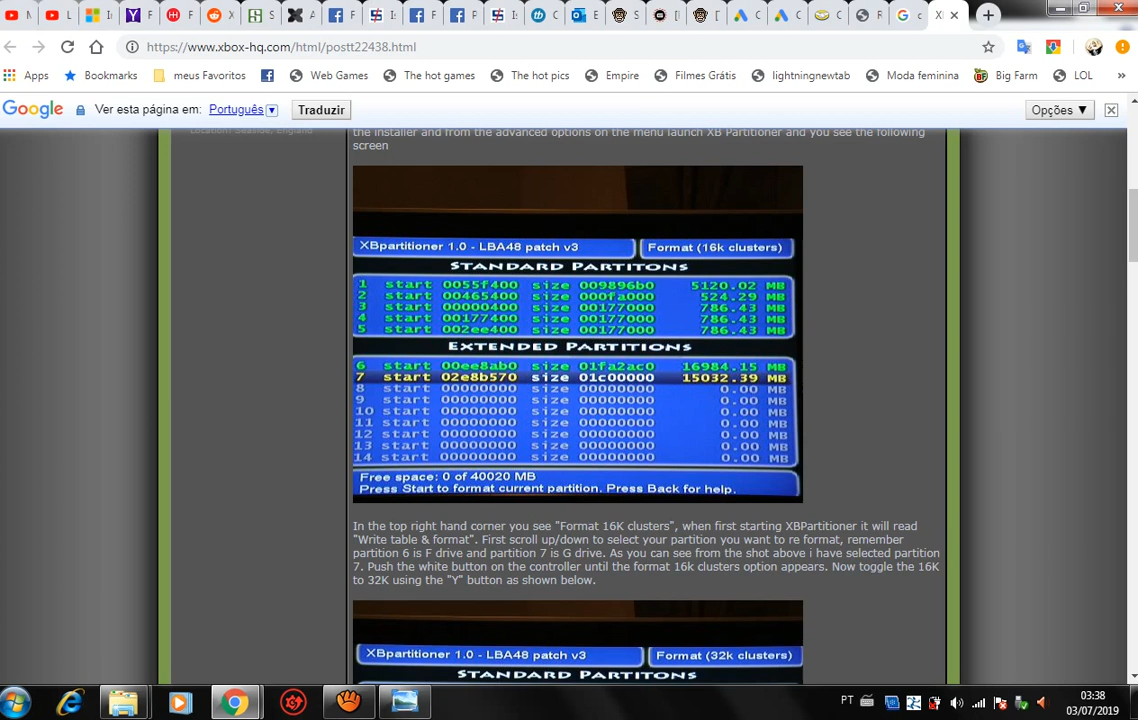 M
L
I
F
H
X
S
A
F
I
F
P
I
C
E
S
[
[
C
A
C
C
R
c
X
https://www.xbox-hq.com/html/postt22438.html
Apps
Bookmarks
meus Favoritos
Web Games
The hot games
The hot pics
Empire
Filmes Grátis
lightningnewtab
Moda feminina
Big Farm
LOL
»
Google Ver esta página em: Português Traduzir Opções ▼
Location: Seaside, England
the installer and from the advanced options on the menu launch XB Partitioner and you see the following
screen
XBpartitioner 1.0 - LBA48 patch v3 Format (16k clusters)
STANDARD PARTITONS
1 start 0055f400 size 009896b0 5120.02 MB
2 start 00465400 size 000fa000 524.29 MB
3 start 00000400 size 00177000 786.43 MB
4 start 00177400 size 00177000 786.43 MB
5 start 002ee400 size 00177000 786.43 MB
EXTENDED PARTITIONS
6 start 00ee8ab0 size 01fa2ac0 16984.15 MB
7 start 02e8b570 size 01c00000 15032.39 MB
8 start 00000000 size 00000000 0.00 MB
9 start 00000000 size 00000000 0.00 MB
10 start 00000000 size 00000000 0.00 MB
11 start 00000000 size 00000000 0.00 MB
12 start 00000000 size 00000000 0.00 MB
13 start 00000000 size 00000000 0.00 MB
14 start 00000000 size 00000000 0.00 MB
Free space: 0 of 40020 MB
Press Start to format current partition. Press Back for help.
In the top right hand corner you see "Format 16K clusters", when first starting XBPartitioner it will read
"Write table & format". First scroll up/down to select your partition you want to re format, remember
partition 6 is F drive and partition 7 is G drive. As you can see from the shot above i have selected partition
7. Push the white button on the controller until the format 16k clusters option appears. Now toggle the 16K
to 32K using the "Y" button as shown below.
XBpartitioner 1.0 - LBA48 patch v3 Format (32k clusters)
STANDARD PARTITONS
PT
03:38
03/07/2019